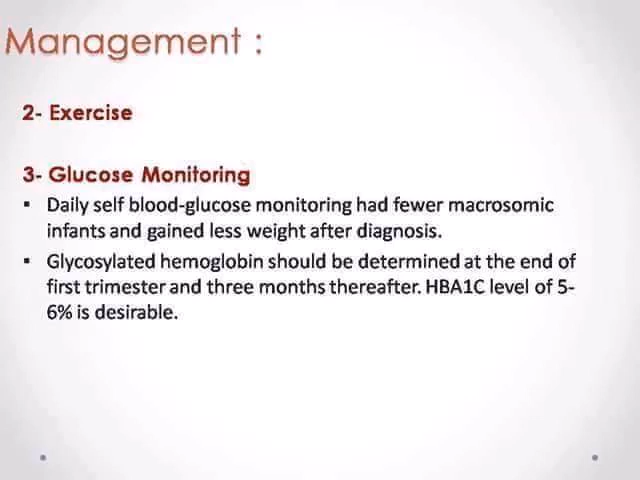 Management :
2- Exercise
3- Glucose Monitoring
▪ Daily self blood-glucose monitoring had fewer macrosomic
infants and gained less weight after diagnosis.
▪ Glycosylated hemoglobin should be determined at the end of
first trimester and three months thereafter. HBA1C level of 5-
6% is desirable.